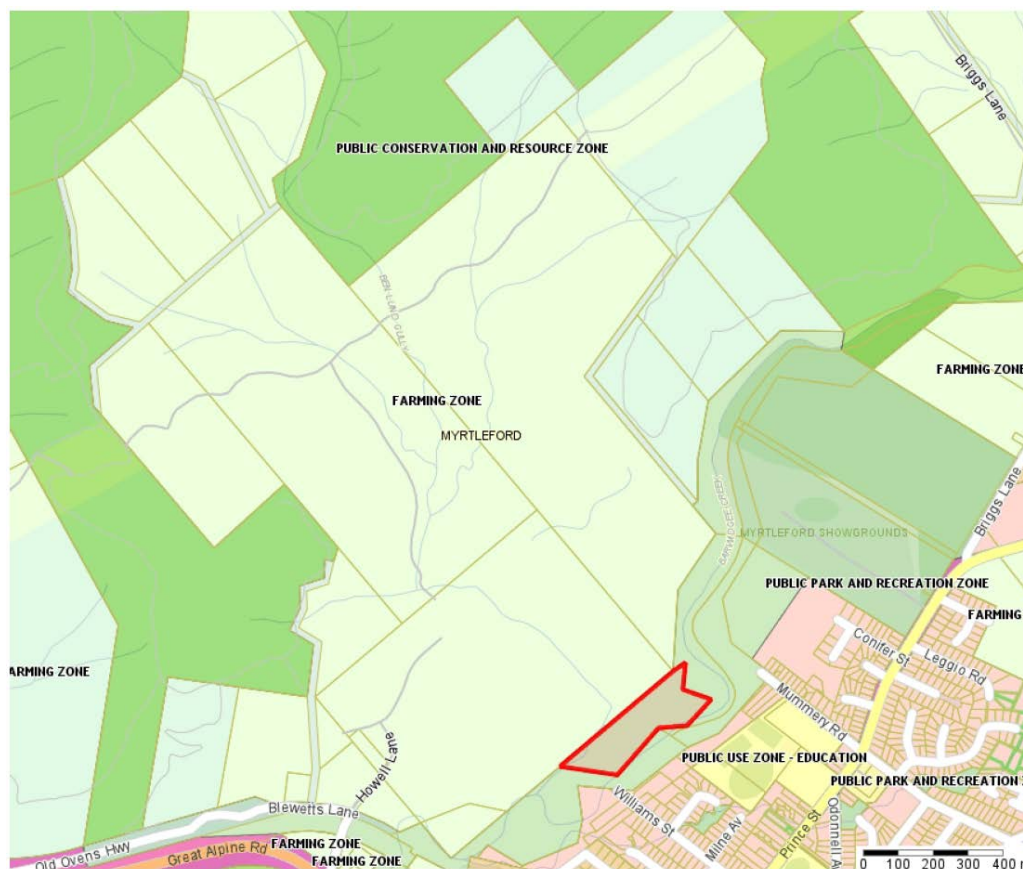 Briggs Lane
PUBLIC CONSERVATION AND RESOURCE ZONE
FARMING ZONE
FARMING ZONE
MYRTLEFORD
Briggs Lane
MYRTLEFORD SHOWGROUNDS
PUBLIC PARK AND RECREATION ZONE
FARMING
Conifer St
Leggio Rd
ARMING ZONE
Mummery Rd
Howell Lane
PUBLIC USE ZONE - EDUCATION
PUBLIC PARK AND RECREATION
Williams St
Milne Av
Prince St
Odonnell A
Blewetts Lane
Old Ovens Hwy
Great Alpine Rd
FARMING ZONE
FARMING ZONE
0 100 200 300 400 m